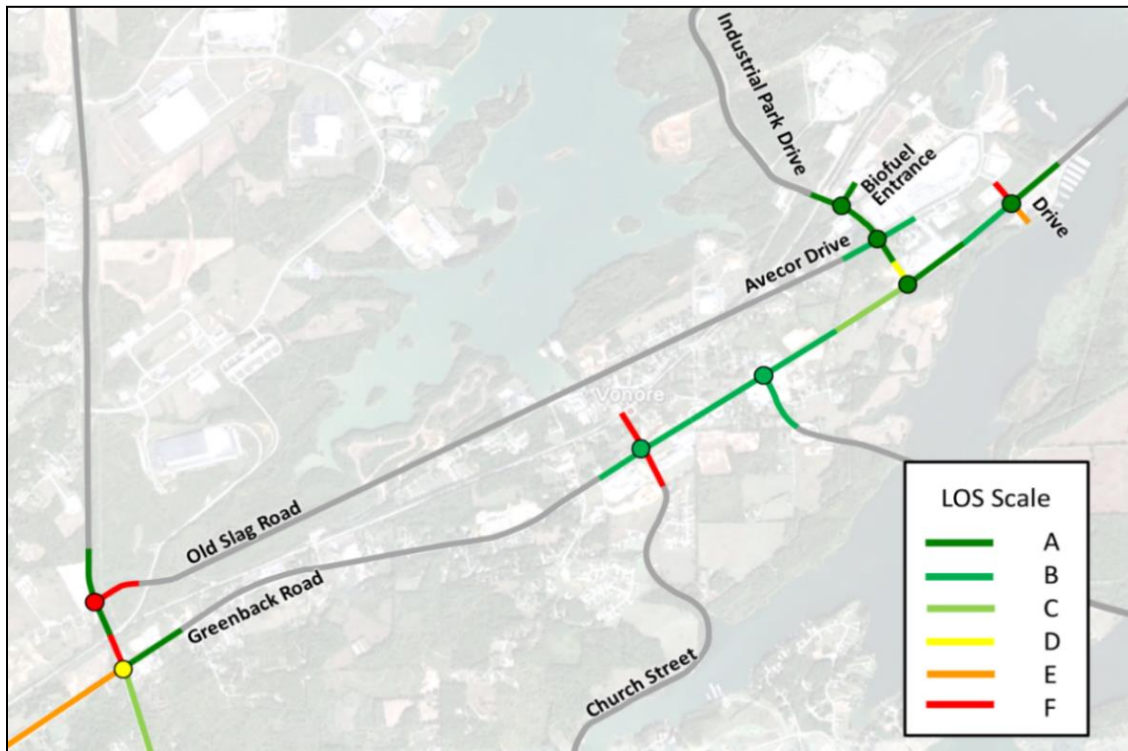 Industrial Park Drive
Biofuel
Entrance
Drive
Avecor Drive
Vonore
Old Slag Road
Greenback Road
Church Street
LOS Scale
A
B
C
D
E
F